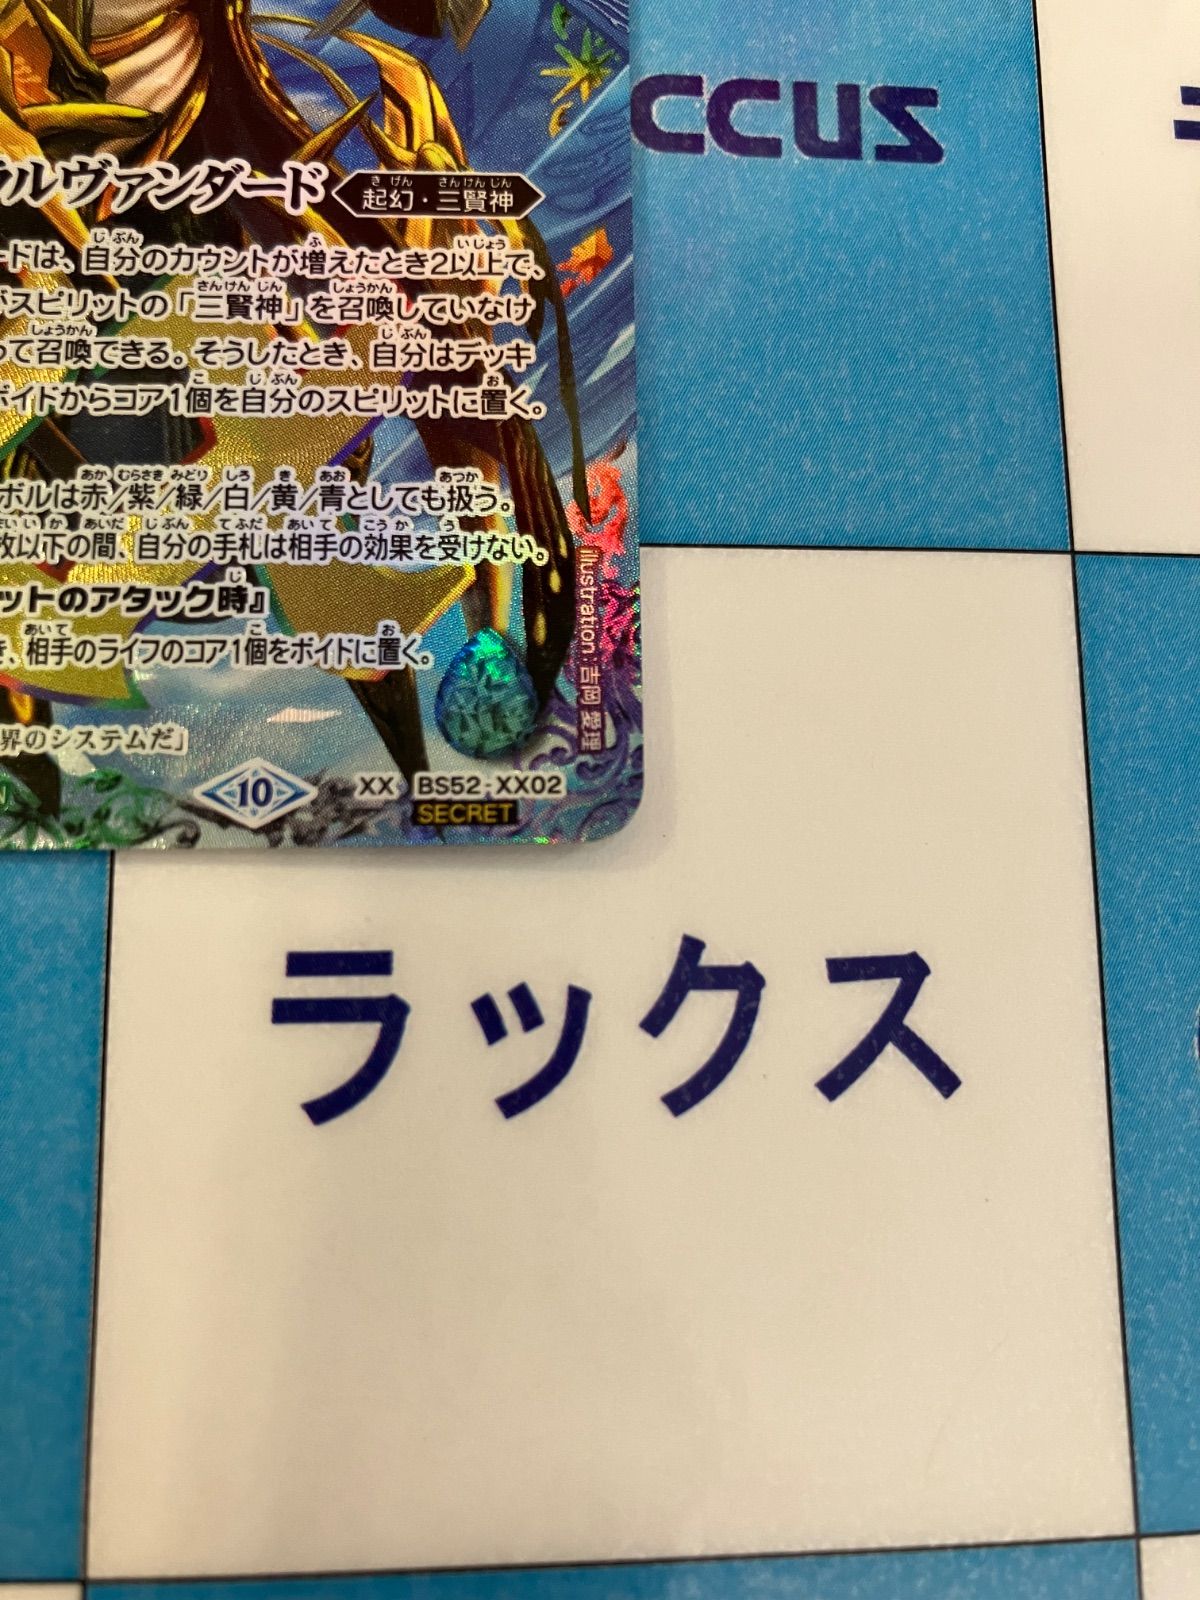 CCUS
ルヴァンダード 起幻・三賢神
ードは、自分のカウントが増えたとき2以上で、
がスピリットの「三賢神」を召喚していなけ
って召喚できる。そうしたとき、自分はデッキ
ボイドからコア1個を自分のスピリットに置く。
ボルは赤/紫/緑/白/黄/青としても扱う。
枚以下の間、自分の手札は相手の効果を受けない。
ットのアタック時』
き、相手のライフのコア1個をボイドに置く。
界のシステムだ」
illustration:吉岡 愛理
10 XX BS52-XX02
SECRET
ラックス